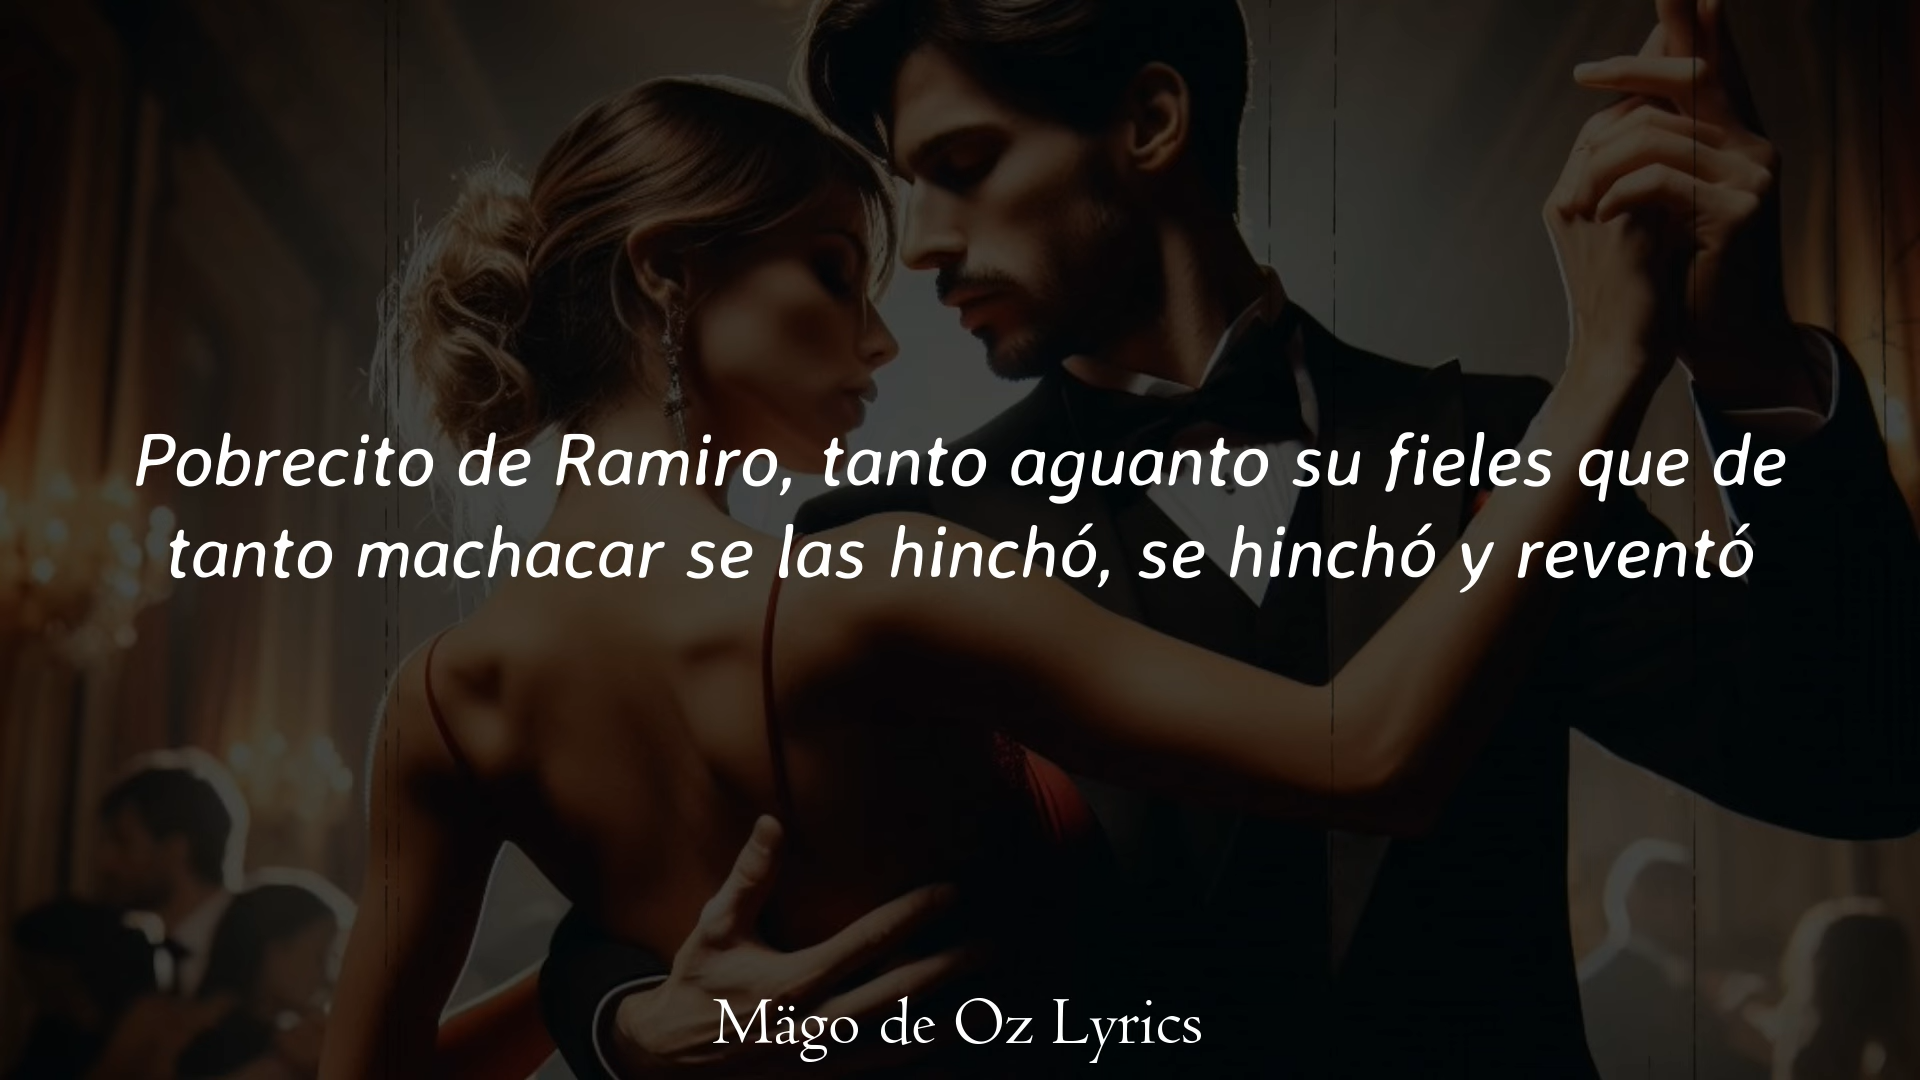 Pobrecito de Ramiro, tanto aguanto su fieles que de
tanto machacar se las hinchó, se hinchó y reventó
Mägo de Oz Lyrics